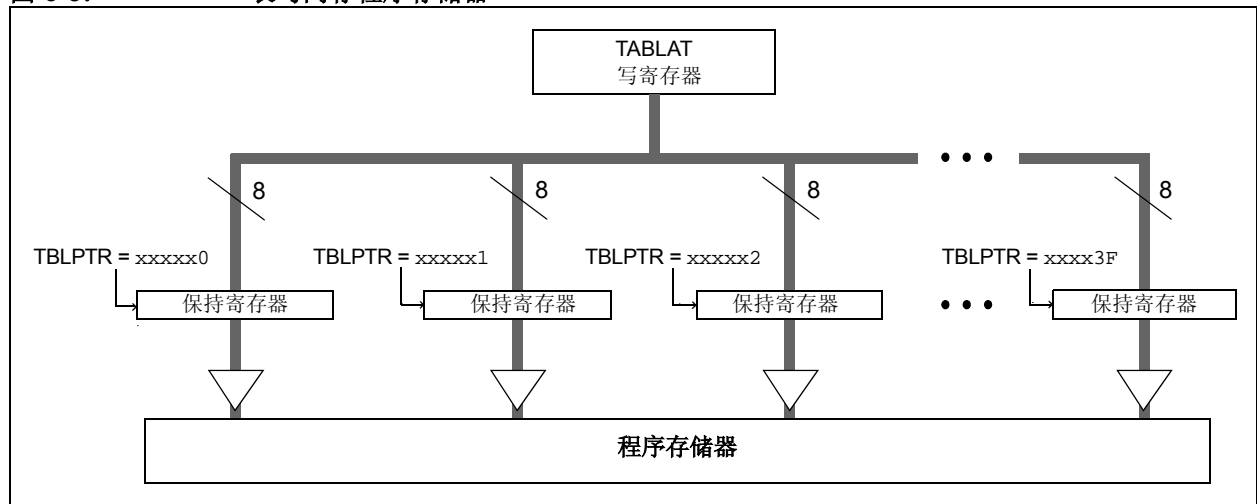 TABLAT
写寄存器
8 8 8 8
TBLPTR = xxxxx0 TBLPTR = xxxxx1 TBLPTR = xxxxx2 TBLPTR = xxxx3F
保持寄存器 保持寄存器 保持寄存器 保持寄存器
程序存储器